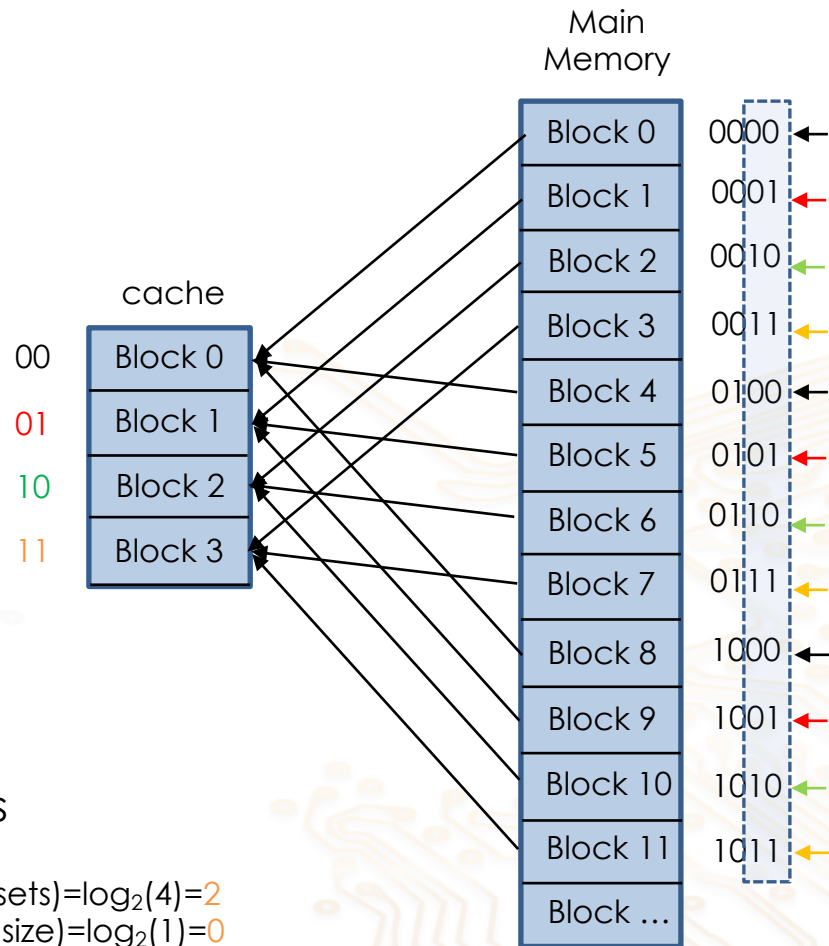 Main
Memory
Block 0 0000
Block 1 0001
Block 2 0010
Block 3 0011
Block 4 0100
Block 5 0101
Block 6 0110
Block 7 0111
Block 8 1000
Block 9 1001
Block 10 1010
Block 11 1011
Block ...
cache
00 Block 0
01 Block 1
10 Block 2
11 Block 3
s
sets)=log₂(4)=2
size)=log₂(1)=0